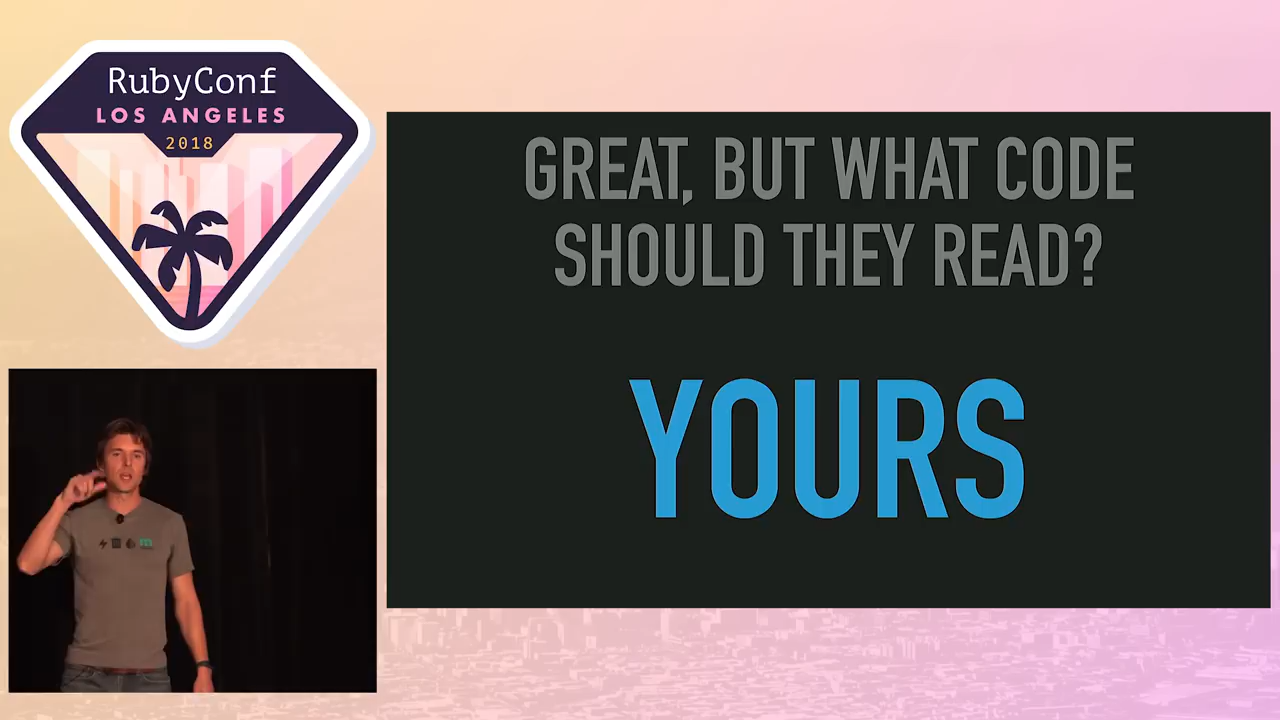 RubyConf
LOS ANGELES
2018
GREAT, BUT WHAT CODE
SHOULD THEY READ?
YOURS